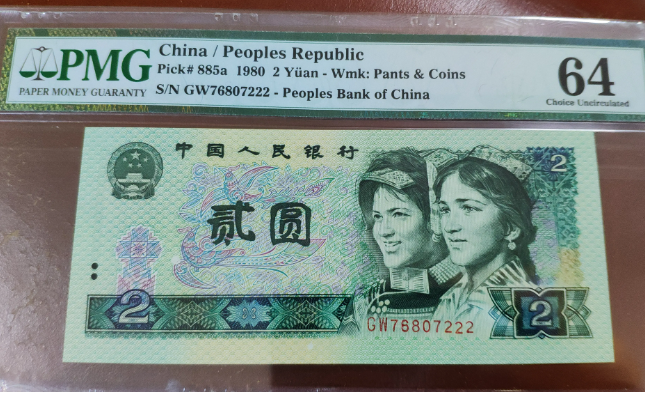 PMG
PAPER MONEY GUARANTY
China / Peoples Republic
Pick# 885a 1980 2 Yüan - Wmk: Pants & Coins
S/N GW76807222 - Peoples Bank of China
64
Choice Uncirculated
中国人民银行
2
贰圆
2
GW76807222
2